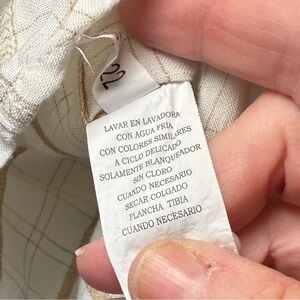 22
LAVAR EN LAVADORA
CON AGUA FRIA
CON COLORES SIMILARES
A CICLO DELICADO
SOLAMENTE BLANQUEADOR
SIN CLORO
CUANDO NECESARIO
SECAR COLGADO
PLANCHA TIBIA
CUANDO NECESARIO